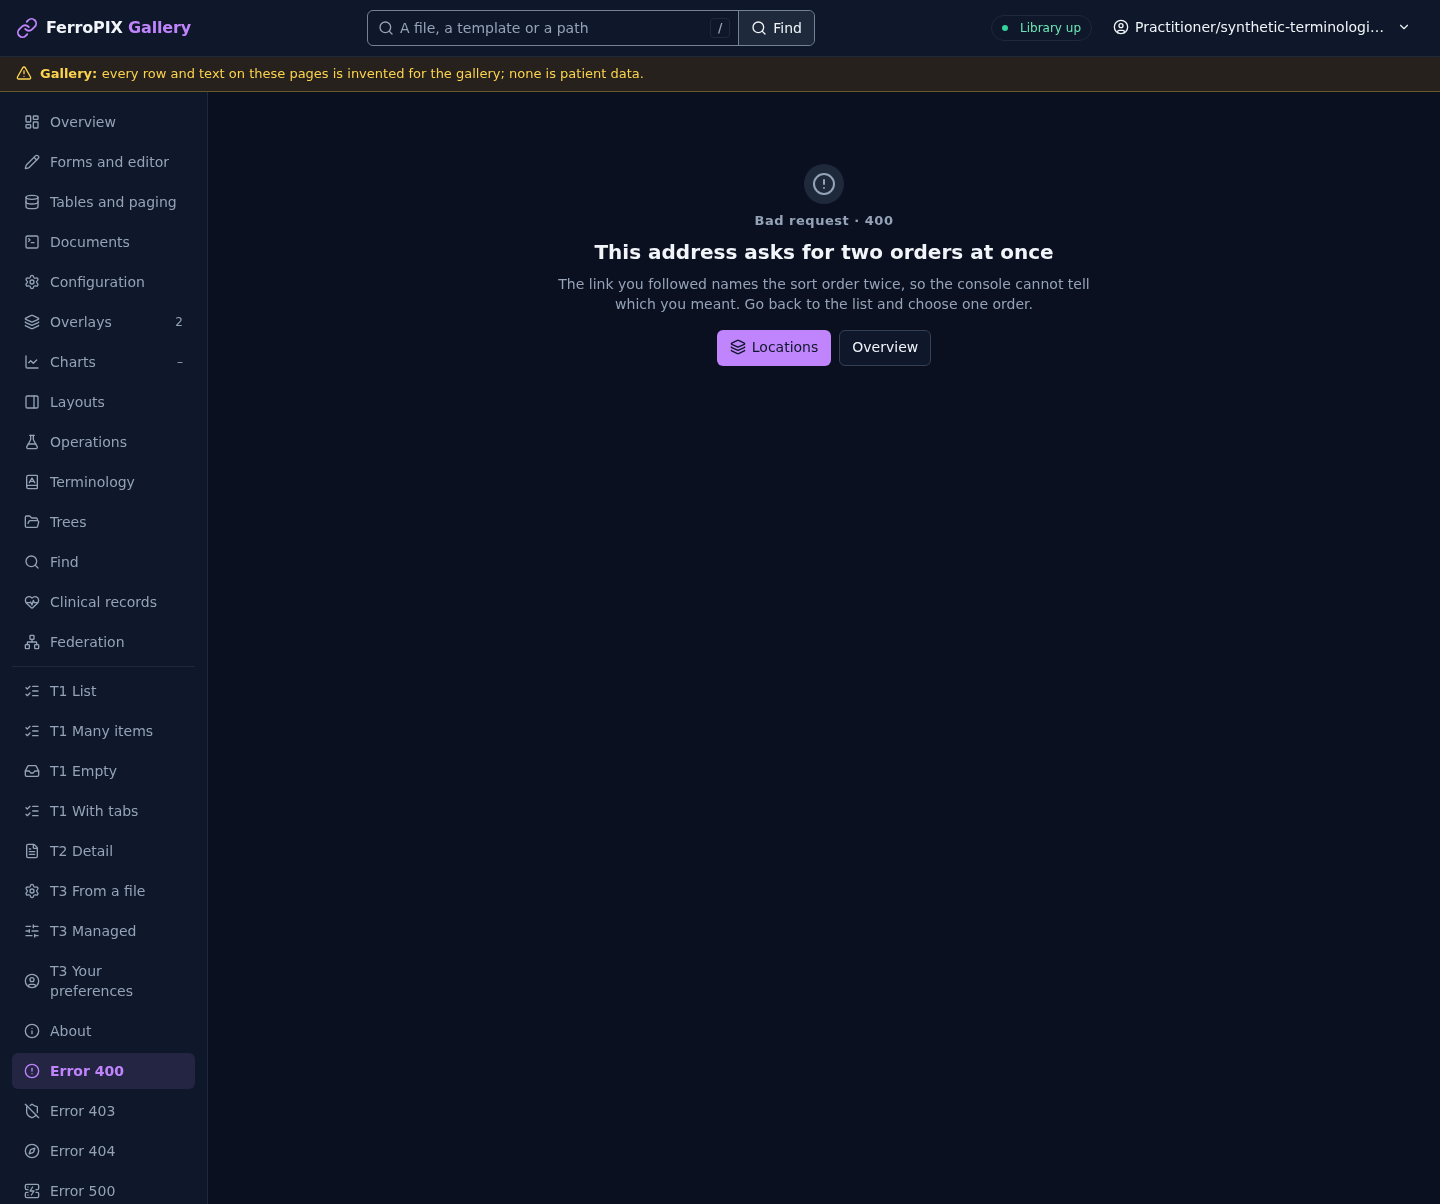 FerroPIX Gallery
A file, a template or a path
/
Find
Library up
Practitioner/synthetic-terminologi…
Gallery: every row and text on these pages is invented for the gallery; none is patient data.
Overview
Forms and editor
Tables and paging
Documents
Configuration
Overlays 2
Charts –
Layouts
Operations
Terminology
Trees
Find
Clinical records
Federation
T1 List
T1 Many items
T1 Empty
T1 With tabs
T2 Detail
T3 From a file
T3 Managed
T3 Your
preferences
About
Error 400
Error 403
Error 404
Error 500
Bad request · 400
This address asks for two orders at once
The link you followed names the sort order twice, so the console cannot tell
which you meant. Go back to the list and choose one order.
Locations
Overview